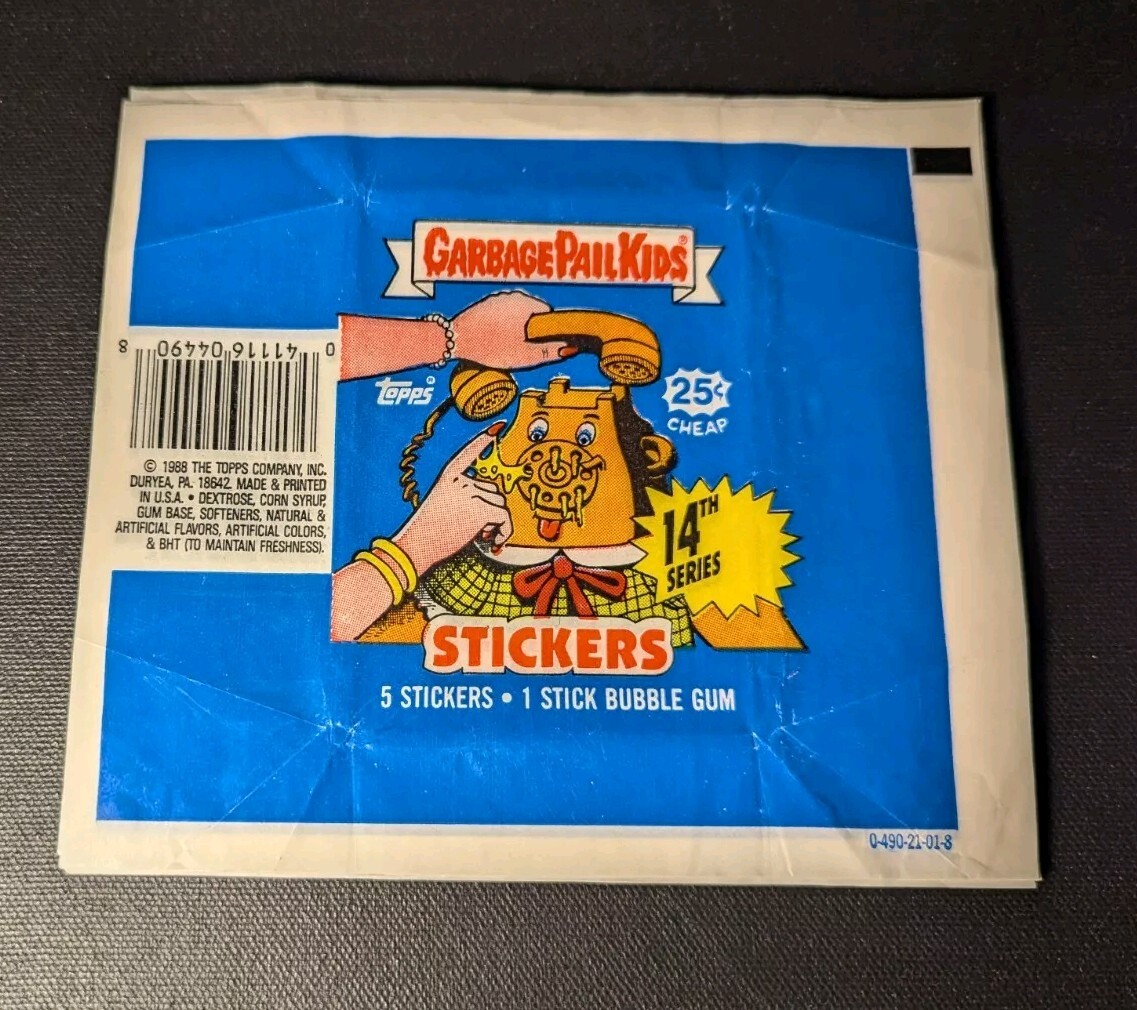 GARBAGE PAIL KIDS®
TOPPS®
25¢
CHEAP
14TH
SERIES
STICKERS
5 STICKERS • 1 STICK BUBBLE GUM
0 41116 04490 8
© 1988 THE TOPPS COMPANY, INC.
DURYEA, PA. 18642. MADE & PRINTED
IN U.S.A. • DEXTROSE, CORN SYRUP,
GUM BASE, SOFTENERS, NATURAL &
ARTIFICIAL FLAVORS, ARTIFICIAL COLORS,
& BHT (TO MAINTAIN FRESHNESS).
0-490-21-01-8